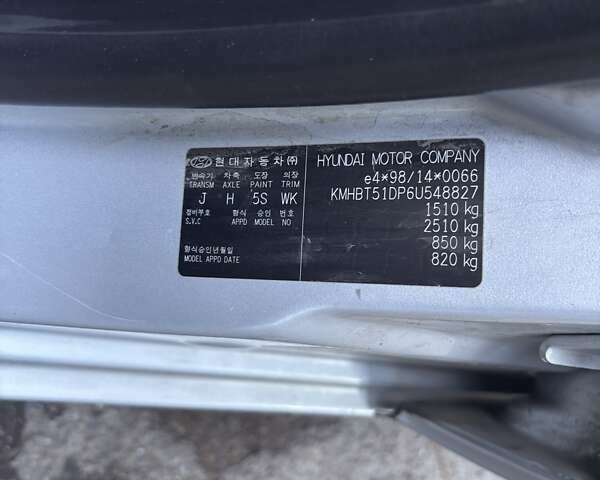 현대자동차㈜
변속기 차축 도장 의장
TRANSM AXLE PAINT TRIM
J H 5S WK
정비부호 형식 승인 번호
S.V.C APPD MODEL NO
형식승인년월일
MODEL APPD DATE
HYUNDAI MOTOR COMPANY
e4*98/14*0066
KMHBT51DP6U548827
1510 kg
2510 kg
850 kg
820 kg